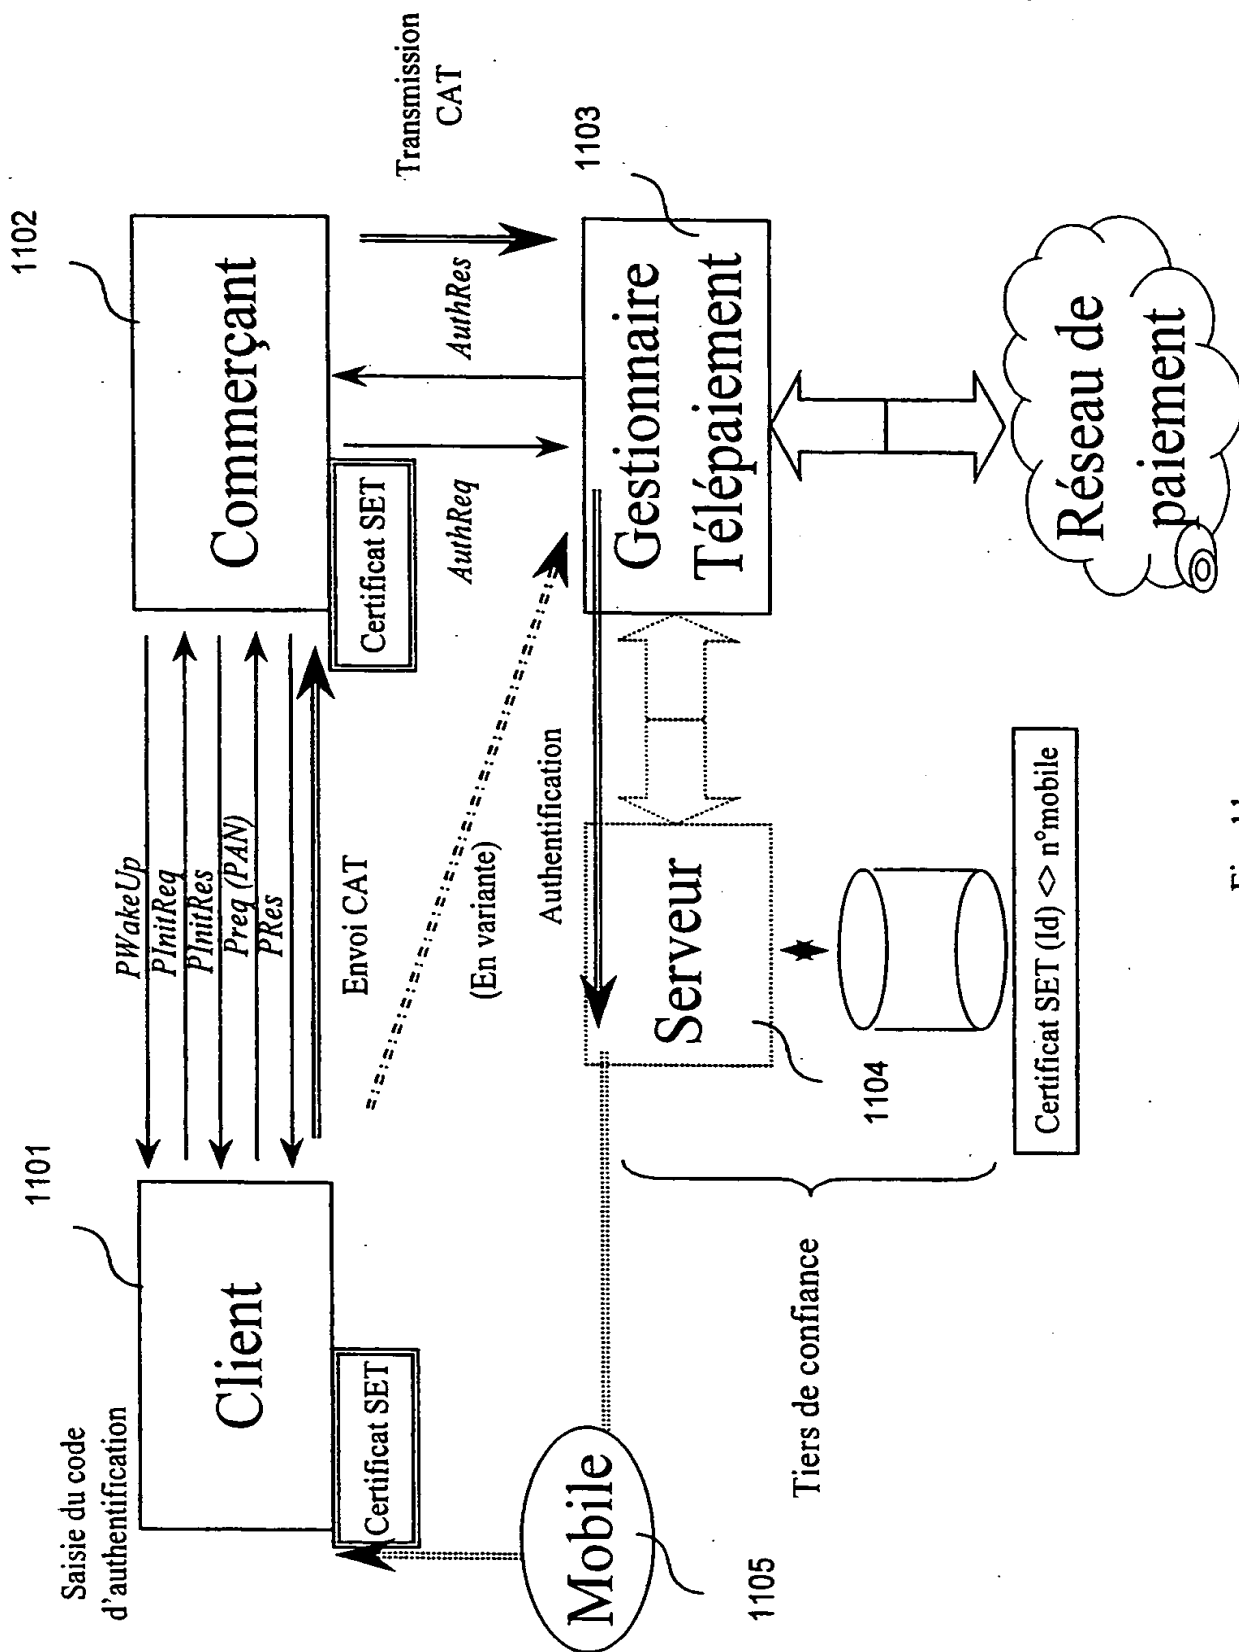 Saisie du code
d'authentification
1101
1102
Client
Commerçant
PWakeUp
PInitReq
PInitRes
Preq (PAN)
PRes
Certificat SET
Certificat SET
Envoi CAT
AuthReq
AuthRes
Transmission
CAT
(En variante)
Authentification
1103
Mobile
Serveur
Gestionnaire
Télépaiement
1105
1104
Tiers de confiance
Certificat SET (Id) <> n°mobile
Réseau de
paiement